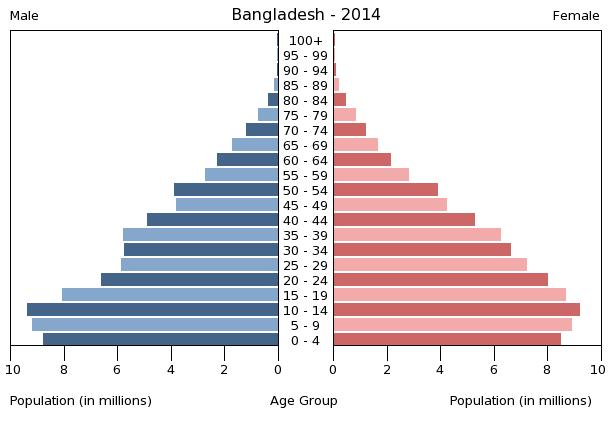 Bangladesh - 2014
Male
Female
100+
95 - 99
90 - 94
85 - 89
80 - 84
75 - 79
70 - 74
65 - 69
60 - 64
55 - 59
50 - 54
45 - 49
40 - 44
35 - 39
30 - 34
25 - 29
20 - 24
15 - 19
10 - 14
5 - 9
0 - 4
10 8 6 4 2 0 0 2 4 6 8 10
Population (in millions) Age Group Population (in millions)